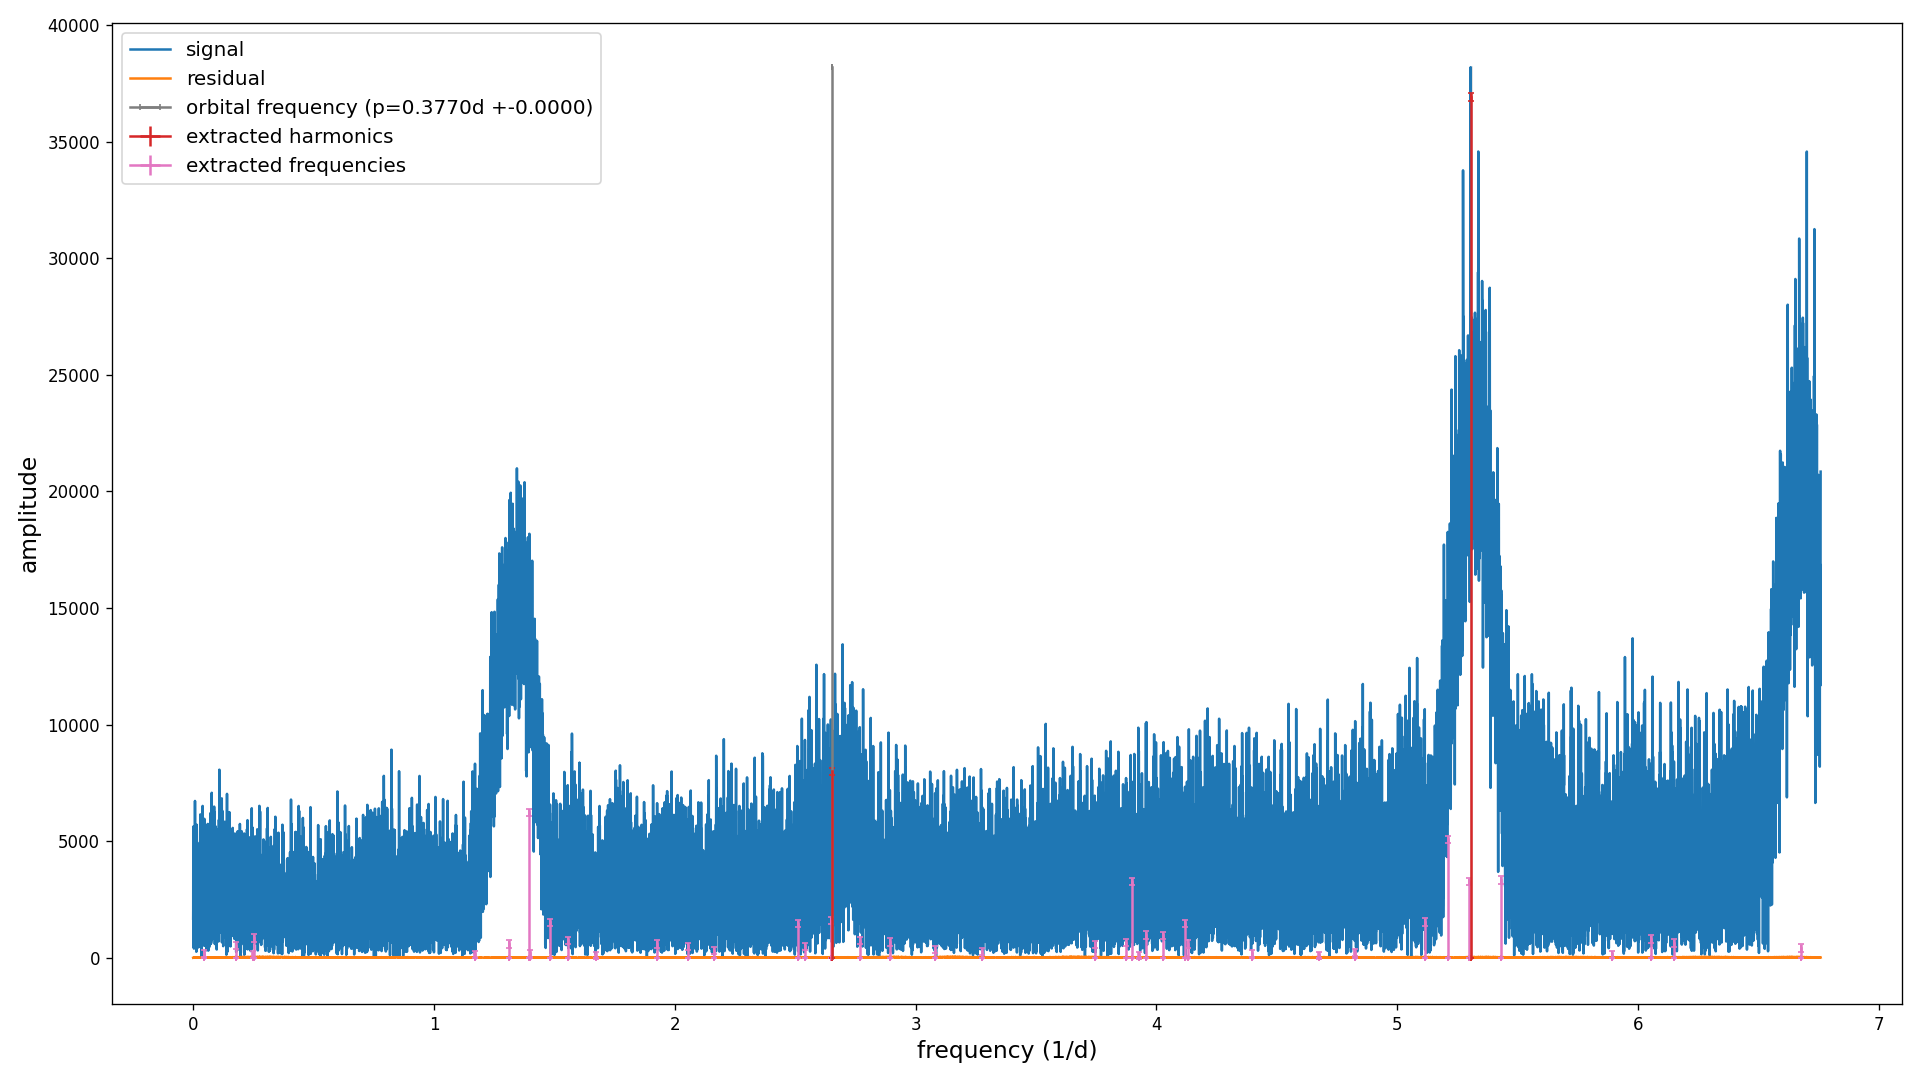 40000
35000
30000
25000
20000
15000
10000
5000
0
amplitude
signal
residual
orbital frequency (p=0.3770d +-0.0000)
extracted harmonics
extracted frequencies
0 1 2 3 4 5 6 7
frequency (1/d)